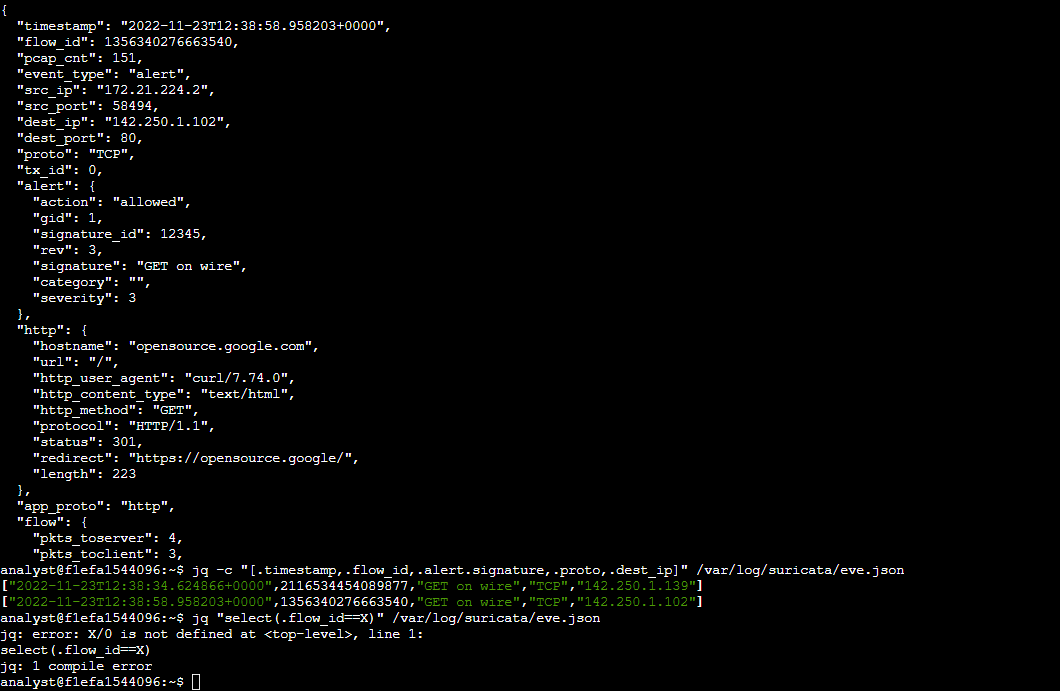 {
  "timestamp": "2022-11-23T12:38:58.958203+0000",
  "flow_id": 1356340276663540,
  "pcap_cnt": 151,
  "event_type": "alert",
  "src_ip": "172.21.224.2",
  "src_port": 58494,
  "dest_ip": "142.250.1.102",
  "dest_port": 80,
  "proto": "TCP",
  "tx_id": 0,
  "alert": {
    "action": "allowed",
    "gid": 1,
    "signature_id": 12345,
    "rev": 3,
    "signature": "GET on wire",
    "category": "",
    "severity": 3
  },
  "http": {
    "hostname": "opensource.google.com",
    "url": "/",
    "http_user_agent": "curl/7.74.0",
    "http_content_type": "text/html",
    "http_method": "GET",
    "protocol": "HTTP/1.1",
    "status": 301,
    "redirect": "https://opensource.google/",
    "length": 223
  },
  "app_proto": "http",
  "flow": {
    "pkts_toserver": 4,
    "pkts_toclient": 3,
analyst@f1efa1544096:~$ jq -c "[.timestamp,.flow_id,.alert.signature,.proto,.dest_ip]" /var/log/suricata/eve.json
["2022-11-23T12:38:34.624866+0000",2116534454089877,"GET on wire","TCP","142.250.1.139"]
["2022-11-23T12:38:58.958203+0000",1356340276663540,"GET on wire","TCP","142.250.1.102"]
analyst@f1efa1544096:~$ jq "select(.flow_id==X)" /var/log/suricata/eve.json
jq: error: X/0 is not defined at <top-level>, line 1:
select(.flow_id==X)
jq: 1 compile error
analyst@f1efa1544096:~$